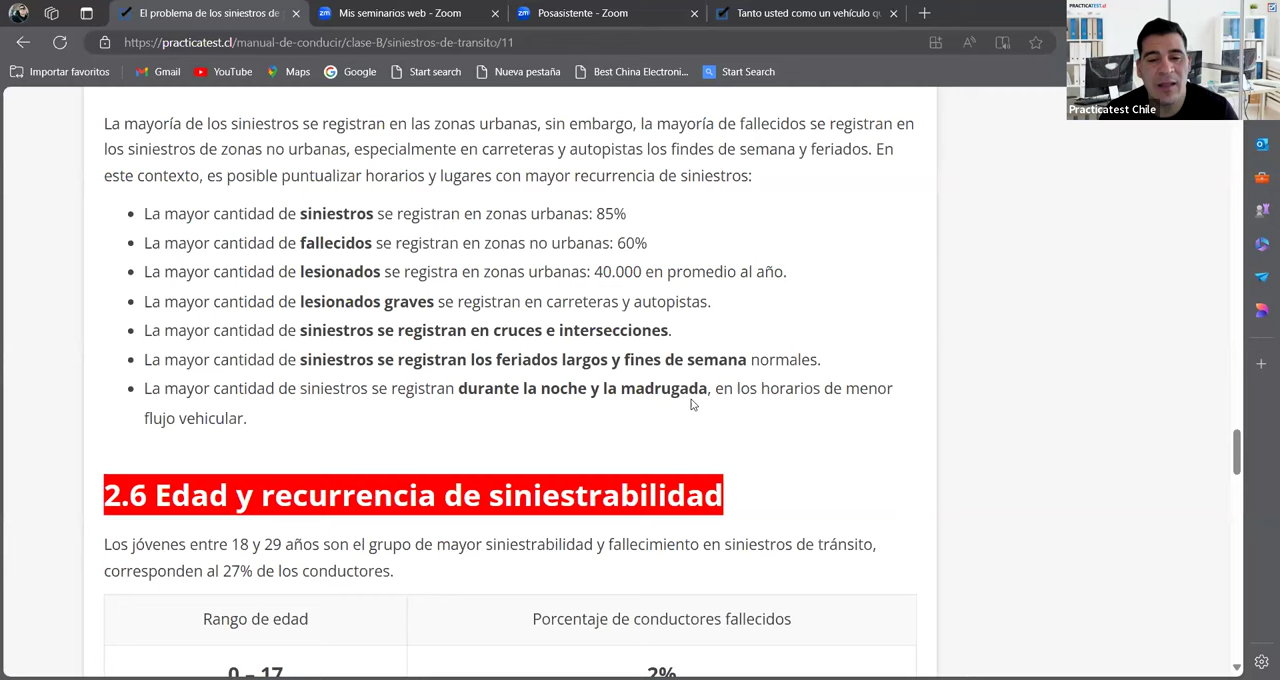 El problema de los siniestros de
Mis seminarios web - Zoom
Posasistente - Zoom
Tanto usted como un vehículo qu
https://practicatest.cl/manual-de-conducir/clase-B/siniestros-de-transito/11
Importar favoritos
Gmail
YouTube
Maps
Google
Start search
Nueva pestaña
Best China Electroni...
Start Search
PRACTICATEST.cl
Practicatest Chile
La mayoría de los siniestros se registran en las zonas urbanas, sin embargo, la mayoría de fallecidos se registran en
los siniestros de zonas no urbanas, especialmente en carreteras y autopistas los findes de semana y feriados. En
este contexto, es posible puntualizar horarios y lugares con mayor recurrencia de siniestros:
La mayor cantidad de siniestros se registran en zonas urbanas: 85%
La mayor cantidad de fallecidos se registran en zonas no urbanas: 60%
La mayor cantidad de lesionados se registra en zonas urbanas: 40.000 en promedio al año.
La mayor cantidad de lesionados graves se registran en carreteras y autopistas.
La mayor cantidad de siniestros se registran en cruces e intersecciones.
La mayor cantidad de siniestros se registran los feriados largos y fines de semana normales.
La mayor cantidad de siniestros se registran durante la noche y la madrugada, en los horarios de menor
flujo vehicular.
2.6 Edad y recurrencia de siniestrabilidad
Los jóvenes entre 18 y 29 años son el grupo de mayor siniestrabilidad y fallecimiento en siniestros de tránsito,
corresponden al 27% de los conductores.
Rango de edad
Porcentaje de conductores fallecidos
0 – 17
2%